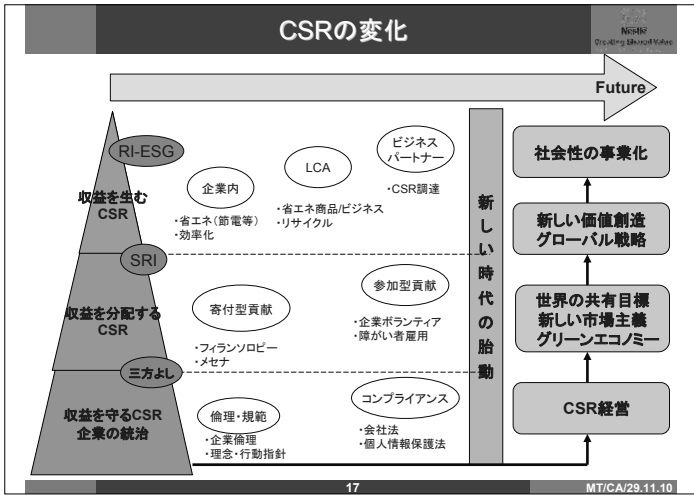 CSRの変化
Nestlé
Creating Shared Value
Future
RI-ESG
収益を生む
CSR
企業内
・省エネ（節電等）
・効率化
LCA
・省エネ商品/ビジネス
・リサイクル
ビジネス
パートナー
・CSR調達
SRI
収益を分配する
CSR
寄付型貢献
・フィランソロピー
・メセナ
参加型貢献
・企業ボランティア
・障がい者雇用
三方よし
収益を守るCSR
企業の統治
倫理・規範
・企業倫理
・理念・行動指針
コンプライアンス
・会社法
・個人情報保護法
新しい時代の胎動
社会性の事業化
新しい価値創造
グローバル戦略
世界の共有目標
新しい市場主義
グリーンエコノミー
CSR経営
17
MT/CA/29.11.10